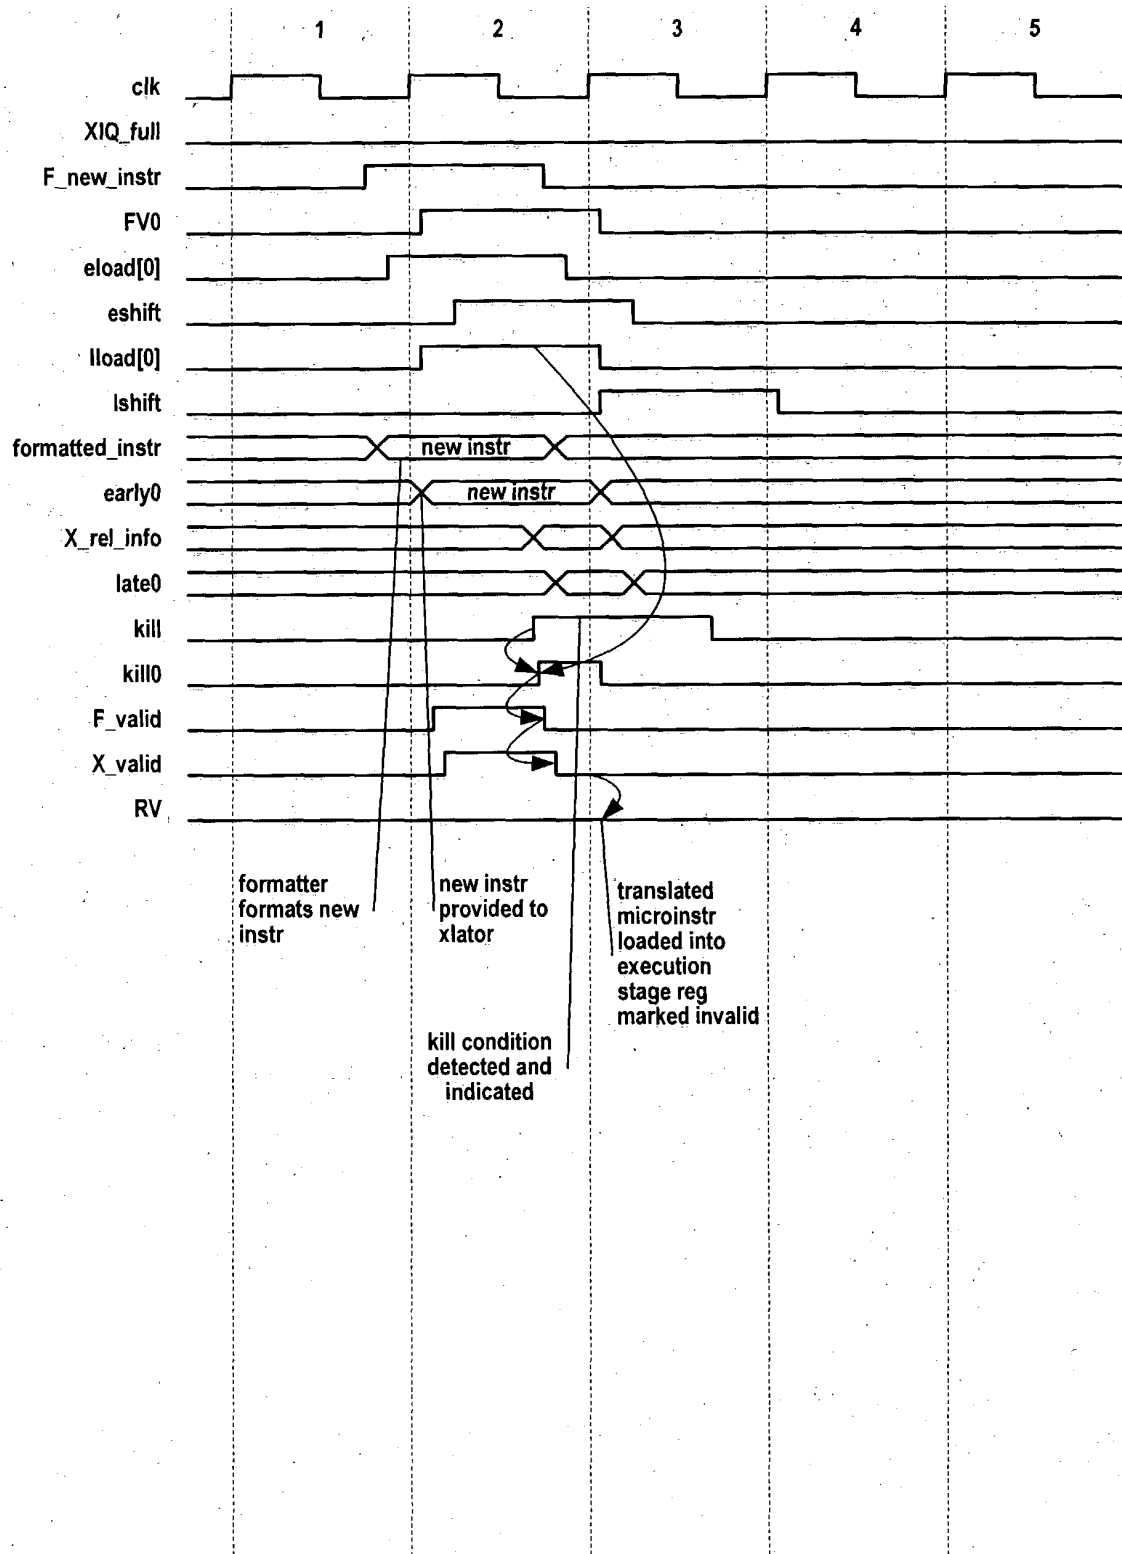 1 2 3 4 5
clk
XIQ_full
F_new_instr
FV0
eload[0]
eshift
lload[0]
lshift
formatted_instr new instr
early0 new instr
X_rel_info
late0
kill
kill0
F_valid
X_valid
RV
formatter
formats new
instr
new instr
provided to
xlator
translated
microinstr
loaded into
execution
stage reg
marked invalid
kill condition
detected and
indicated